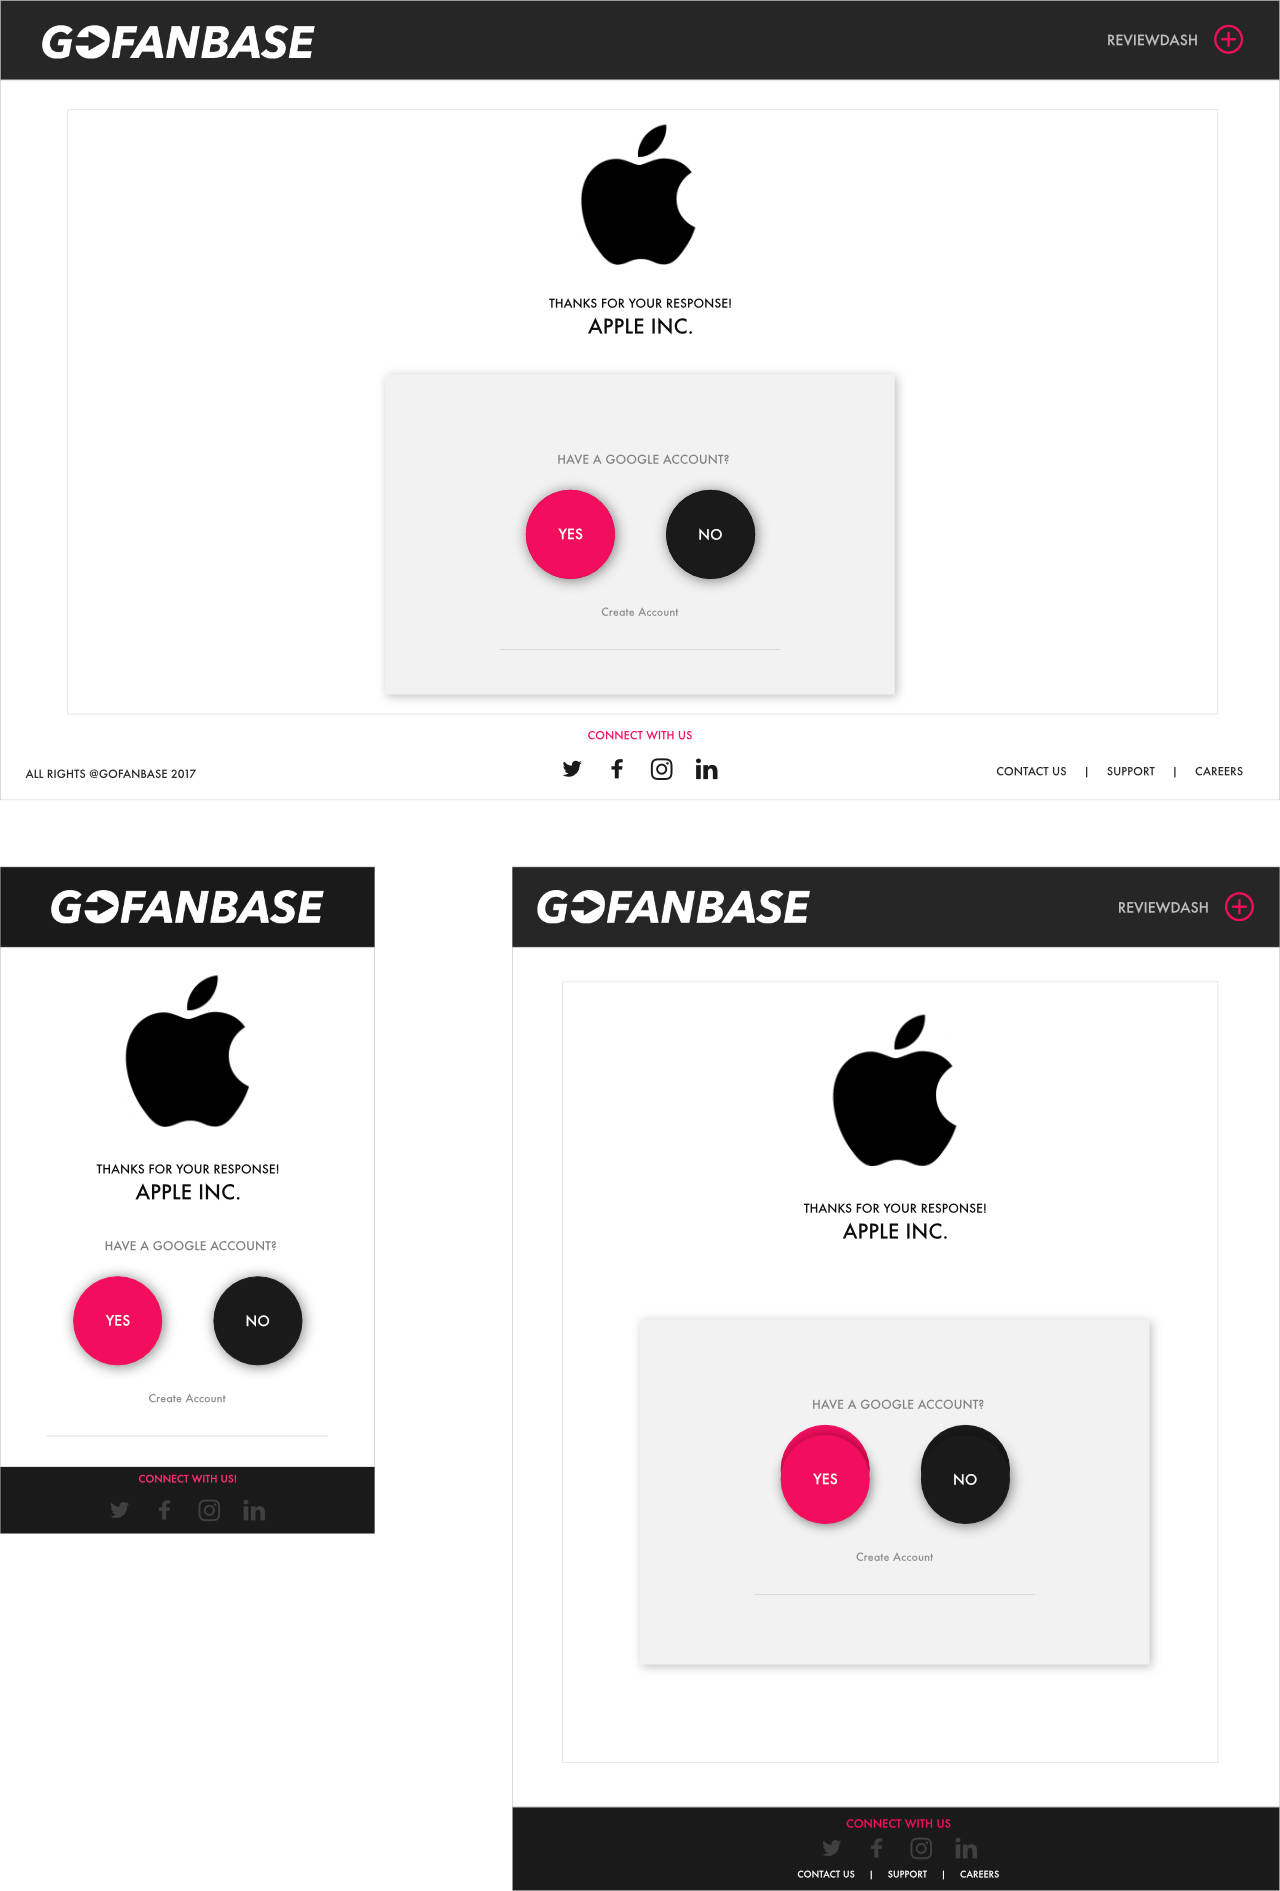 GOFANBASE
REVIEWDASH
THANKS FOR YOUR RESPONSE!
APPLE INC.
HAVE A GOOGLE ACCOUNT?
YES
NO
Create Account
CONNECT WITH US
ALL RIGHTS @GOFANBASE 2017
CONTACT US | SUPPORT | CAREERS
GOFANBASE
THANKS FOR YOUR RESPONSE!
APPLE INC.
HAVE A GOOGLE ACCOUNT?
YES
NO
Create Account
CONNECT WITH US!
GOFANBASE
REVIEWDASH
THANKS FOR YOUR RESPONSE!
APPLE INC.
HAVE A GOOGLE ACCOUNT?
YES
NO
Create Account
CONNECT WITH US
CONTACT US | SUPPORT | CAREERS